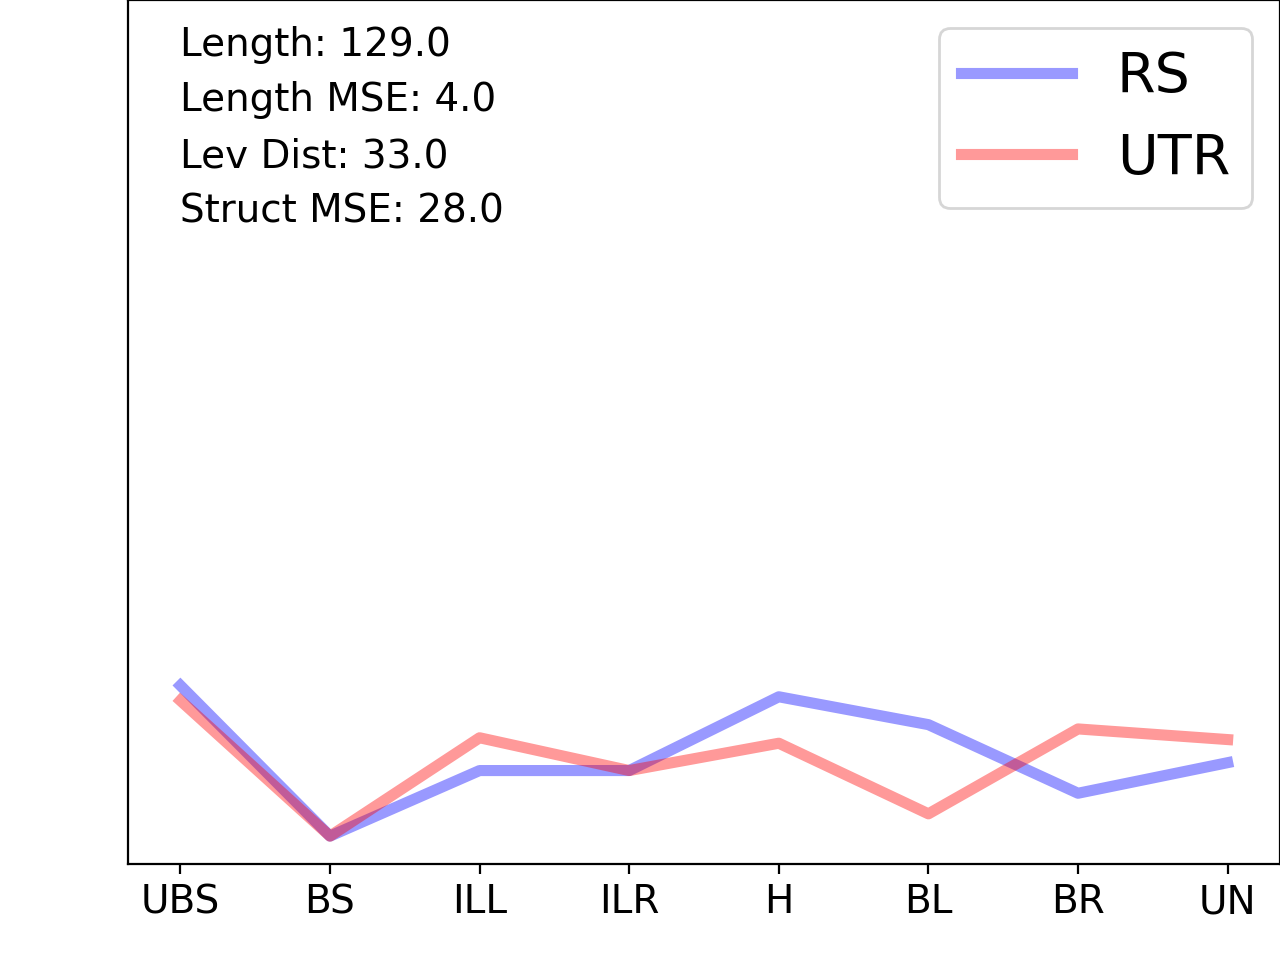 Length: 129.0
Length MSE: 4.0
Lev Dist: 33.0
Struct MSE: 28.0
RS
UTR
UBS BS ILL ILR H BL BR UN